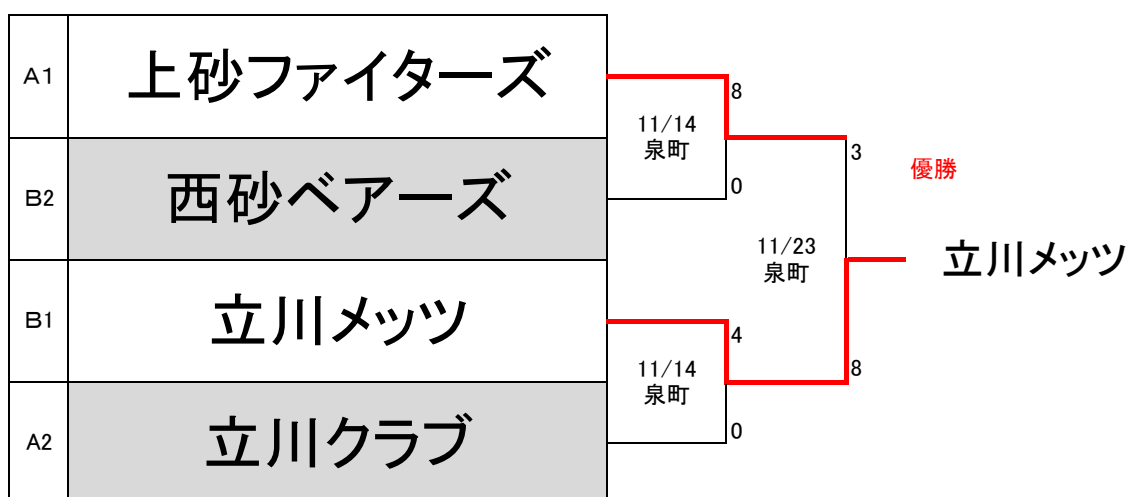 A1
上砂ファイターズ
8
11/14
泉町
3
優勝
B2
西砂ベアーズ
0
11/23
泉町
立川メッツ
B1
立川メッツ
4
11/14
泉町
8
A2
立川クラブ
0